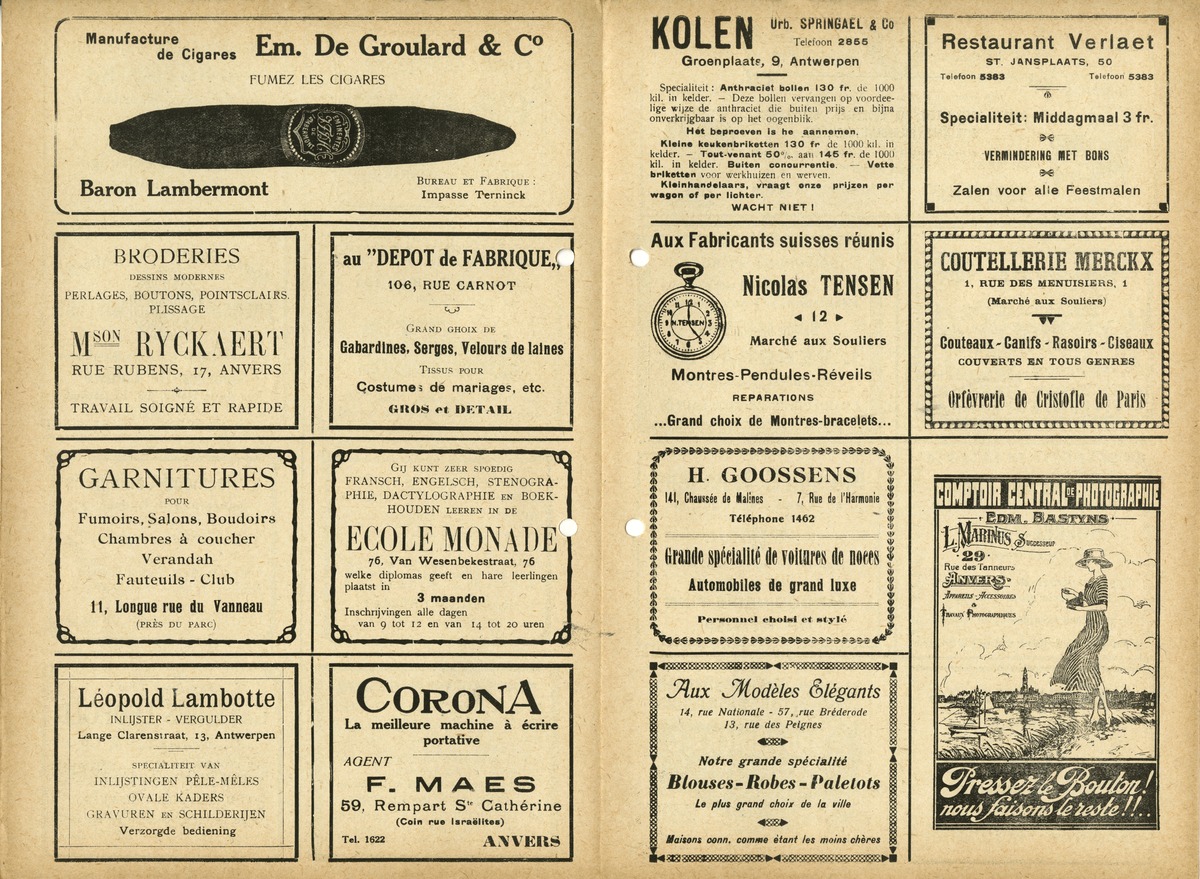 Manufacture
de Cigares
Em. De Groulard & Cº
FUMEZ LES CIGARES
Baron Lambermont
BUREAU ET FABRIQUE :
Impasse Terninck
BRODERIES
DESSINS MODERNES
PERLAGES, BOUTONS, POINTSCLAIRS.
PLISSAGE
MSON RYCKAERT
RUE RUBENS, 17, ANVERS
TRAVAIL SOIGNÉ ET RAPIDE
au "DEPOT de FABRIQUE,,
106, RUE CARNOT
GRAND GHOIX DE
Gabardines, Serges, Velours de laines
TISSUS POUR
Costumes de mariages, etc.
GROS et DETAIL
GARNITURES
POUR
Fumoirs, Salons, Boudoirs
Chambres à coucher
Verandah
Fauteuils - Club
11, Longue rue du Vanneau
(PRÈS DU PARC)
GIJ KUNT ZEER SPOEDIG
FRANSCH, ENGELSCH, STENOGRA-
PHIE, DACTYLOGRAPHIE EN BOEK-
HOUDEN LEEREN IN DE
ECOLE MONADE
76, Van Wesenbekestraat, 76
welke diplomas geeft en hare leerlingen
plaatst in
3 maanden
Inschrijvingen alle dagen
van 9 tot 12 en van 14 tot 20 uren
Léopold Lambotte
INLIJSTER - VERGULDER
Lange Clarenstraat, 13, Antwerpen
SPECIALITEIT VAN
INLIJSTINGEN PÊLE-MÊLES
OVALE KADERS
GRAVUREN EN SCHILDERIJEN
Verzorgde bediening
CORONA
La meilleure machine à écrire
portative
AGENT
F. MAES
59, Rempart Ste Cathérine
(Coin rue Israëlites)
Tel. 1622
ANVERS
KOLEN
Urb. SPRINGAEL & Co
Telefoon 2855
Groenplaats, 9, Antwerpen
Specialiteit : Anthraciet bollen 130 fr. de 1000
kil. in kelder. — Deze bollen vervangen op voordee-
lige wijze de anthraciet die buiten prijs en bijna
onverkrijgbaar is op het oogenblik.
Het beproeven is he aannemen.
Kleine keukenbriketten 130 fr de 1000 kil. in
kelder. — Tout-venant 50 %. aan 145 fr. de 1000
kil. in kelder. Buiten concurrentie. — Vette
briketten voor werkhuizen en werven.
Kleinhandelaars, vraagt onze prijzen per
wagon of per lichter.
WACHT NIET !
Restaurant Verlaet
ST. JANSPLAATS, 50
Telefoon 5383
Telefoon 5383
Specialiteit: Middagmaal 3 fr.
VERMINDERING MET BONS
Zalen voor alle Feestmalen
Aux Fabricants suisses réunis
N.TENSEN
Nicolas TENSEN
◄ 12 ►
Marché aux Souliers
Montres-Pendules-Réveils
REPARATIONS
...Grand choix de Montres-bracelets...
COUTELLERIE MERCKX
1, RUE DES MENUISIERS, 1
(Marché aux Souliers)
Couteaux - Canifs - Rasoirs - Ciseaux
COUVERTS EN TOUS GENRES
Orfèvrerie de Cristofle de Paris
H. GOOSSENS
141, Chaussée de Malines - 7, Rue de l'Harmonie
Téléphone 1462
Grande spécialité de voitures de noces
Automobiles de grand luxe
Personnel choisi et stylé
COMPTOIR CENTRAL DE PHOTOGRAPHIE
EDM. BASTYNS
L. MARINUS Successeur
29
Rue des Tanneurs
ANVERS
Appareils - Accessoires
&
Travaux Photographiques
Pressez le Bouton!
nous faisons le reste!!.
Aux Modèles Elégants
14, rue Nationale - 57, rue Bréderode
13, rue des Peignes
Notre grande spécialité
Blouses-Robes-Paletots
Le plus grand choix de la ville
Maisons conn. comme étant les moins chères